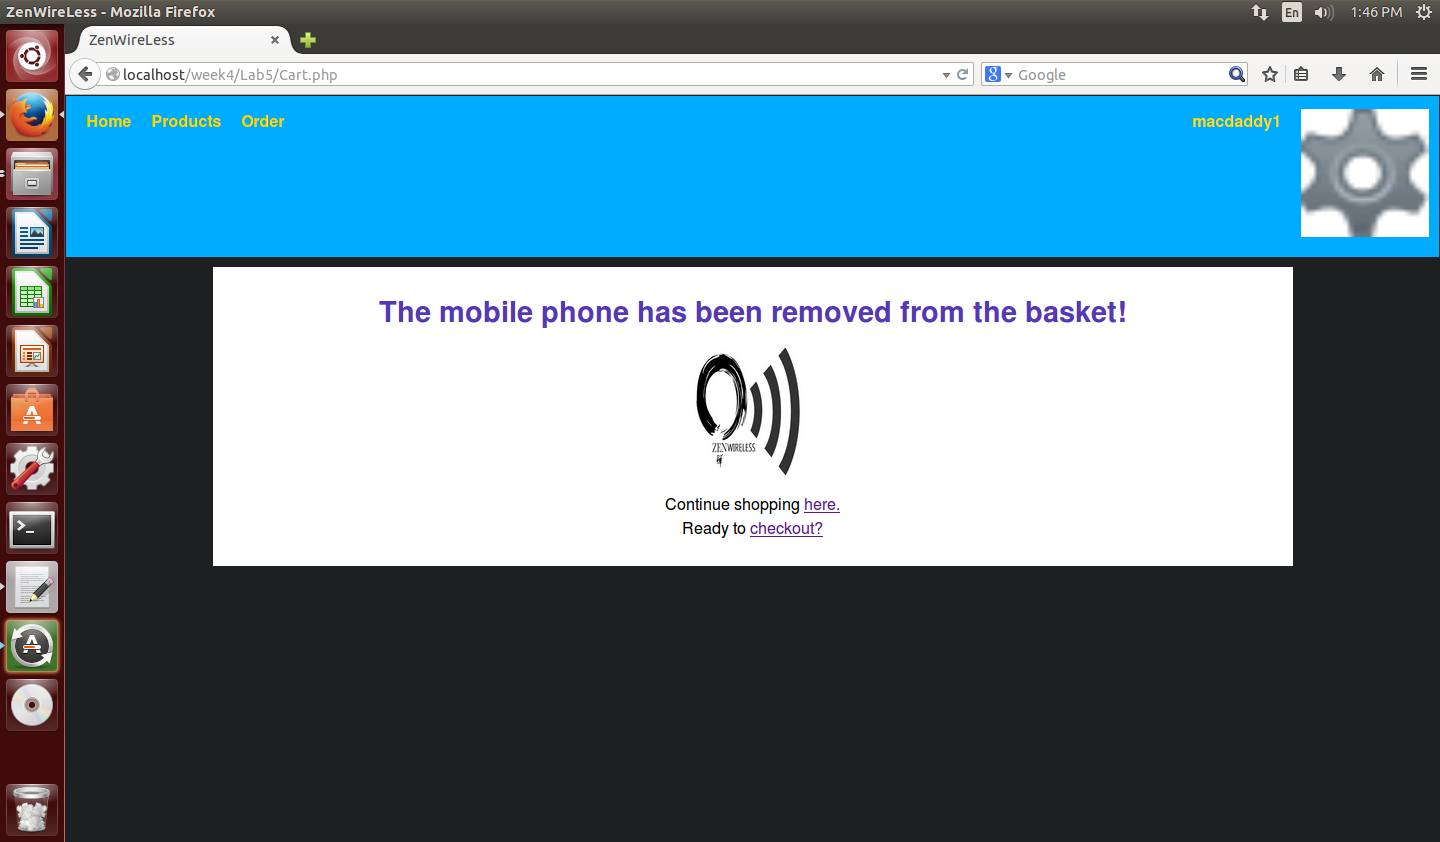 ZenWireLess - Mozilla Firefox
En
1:46 PM
ZenWireLess
localhost/week4/Lab5/Cart.php
8
Google
Home Products Order
macdaddy1
The mobile phone has been removed from the basket!
ZENWIRELESS
Continue shopping here.
Ready to checkout?